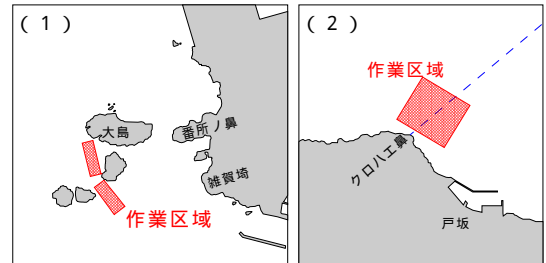 (1)
大島
番所ノ鼻
雑賀埼
作業区域
(2)
作業区域
クロハエ鼻
戸坂